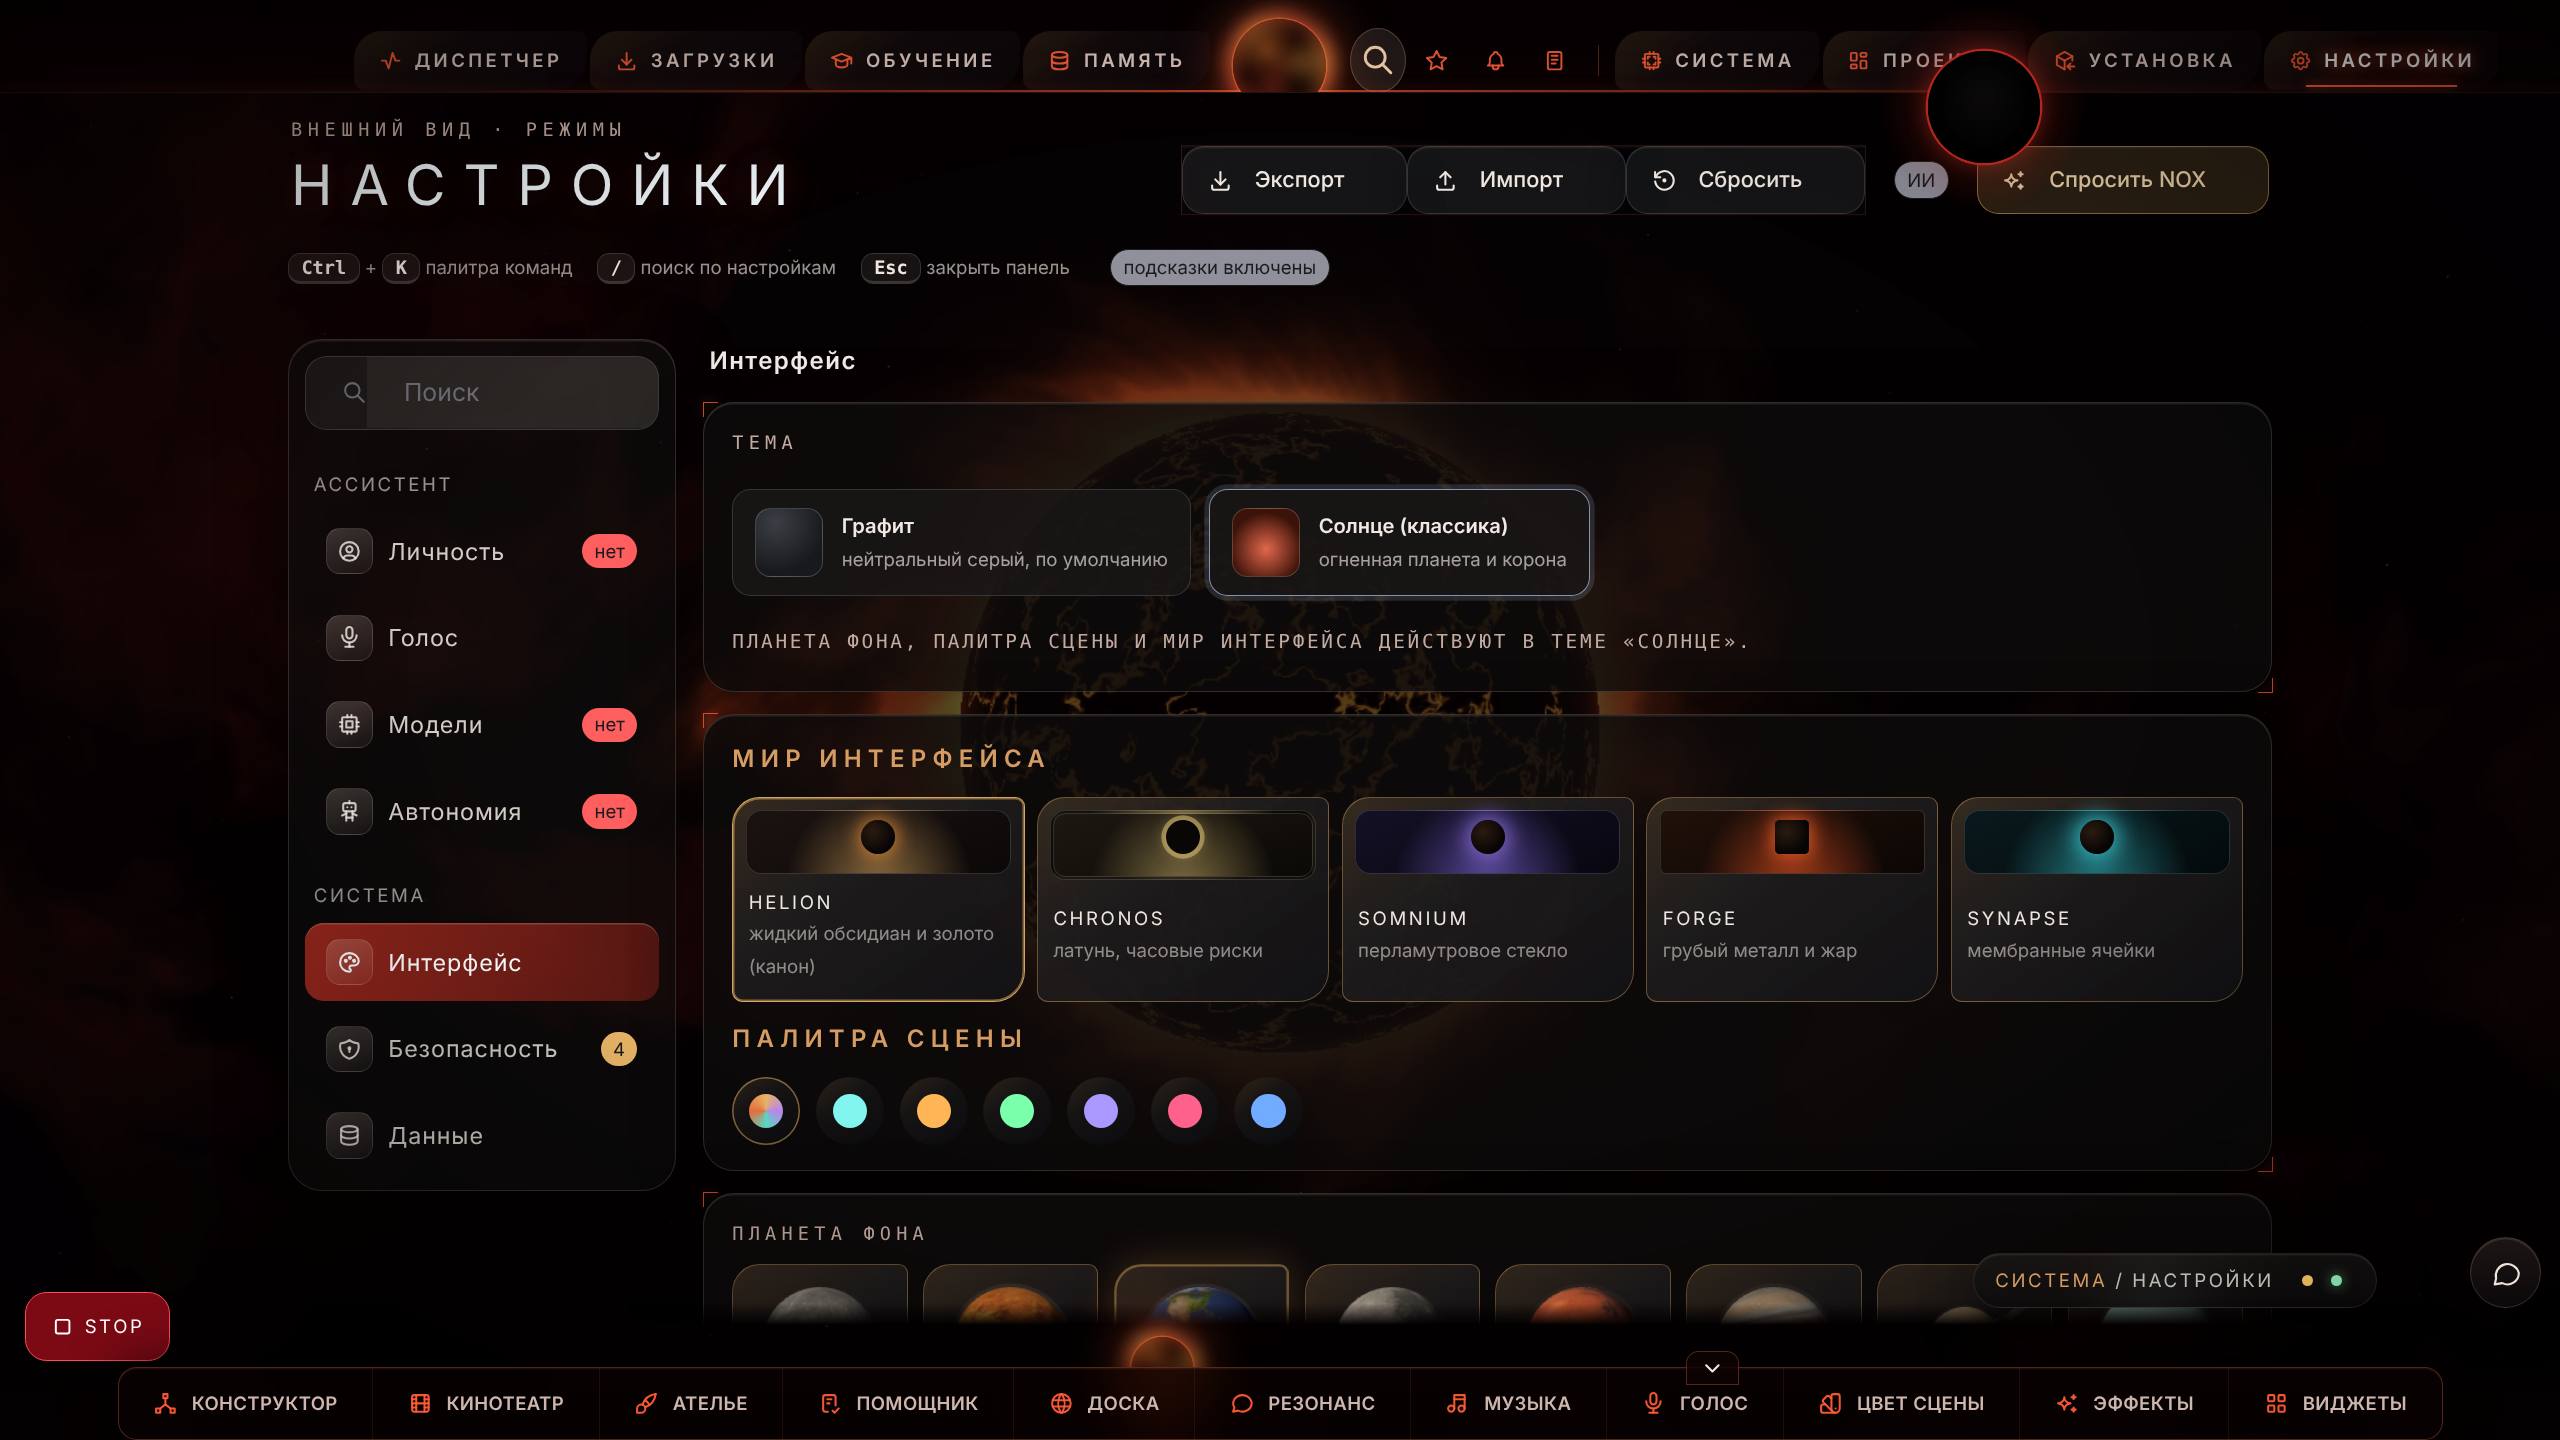 ДИСПЕТЧЕР ЗАГРУЗКИ ОБУЧЕНИЕ ПАМЯТЬ СИСТЕМА УСТАНОВКА НАСТРОЙКИ
ВНЕШНИЙ ВИД · РЕЖИМЫ
НАСТРОЙКИ
Экспорт Импорт Сбросить ИИ Спросить NOX
Ctrl + K палитра команд / поиск по настройкам Esc закрыть панель подсказки включены
Поиск
АССИСТЕНТ
Личность нет
Голос
Модели нет
Автономия нет
СИСТЕМА
Интерфейс
Безопасность 4
Данные
Интерфейс
ТЕМА
Графит
нейтральный серый, по умолчанию
Солнце (классика)
огненная планета и корона
ПЛАНЕТА ФОНА, ПАЛИТРА СЦЕНЫ И МИР ИНТЕРФЕЙСА ДЕЙСТВУЮТ В ТЕМЕ «СОЛНЦЕ».
МИР ИНТЕРФЕЙСА
HELION
жидкий обсидиан и золото
(канон)
CHRONOS
латунь, часовые риски
SOMNIUM
перламутровое стекло
FORGE
грубый металл и жар
SYNAPSE
мембранные ячейки
ПАЛИТРА СЦЕНЫ
ПЛАНЕТА ФОНА
СИСТЕМА / НАСТРОЙКИ
STOP
КОНСТРУКТОР КИНОТЕАТР АТЕЛЬЕ ПОМОЩНИК ДОСКА РЕЗОНАНС МУЗЫКА ГОЛОС ЦВЕТ СЦЕНЫ ЭФФЕКТЫ ВИДЖЕТЫ